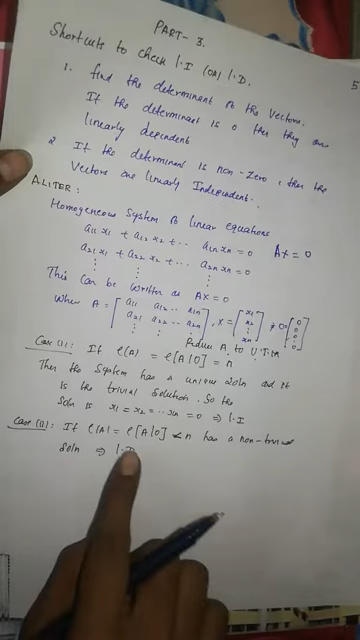 PART- 3.
Shortcuts to check l.I (OR) l.D.
5
1. find the determinant of the vectors.
If the determinant is 0 then they are
linearly dependent
2 If the determinant is non-zero, then the
vectors are linearly Independent.
ALITER:
Homogeneous System of linear equations
a11 x1 + a12 x2 + ... a1n xn = 0 Ax = 0
a21 x1 + a22 x2 + ... a2n xn = 0
⋮ ⋮ ⋮
This can be written as AX = 0
Where A = [a11 a12 .. a1n; a21 a22 ... a2n; ⋮ ⋮ ⋮], X = [x1; x2; ⋮; xn] 0 = [0; 0; 0; 0]
Reduce A to U.T.M
Case (I): If ρ(A) = ρ[A|0] = n
Then the system has a unique soln and it
is the trivial solution. So the
soln is x1 = x2 = ... xn = 0 ⇒ l.I
Case (II): If ρ(A) = ρ[A|0] < n has a non-trivial
soln ⇒ l.D